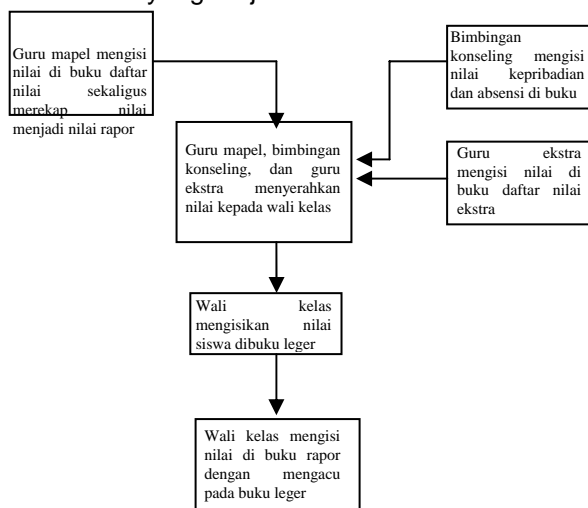 Guru mapel mengisi
nilai di buku daftar
nilai sekaligus
merekap nilai
menjadi nilai rapor
Bimbingan
konseling mengisi
nilai kepribadian
dan absensi di buku
Guru mapel, bimbingan
konseling, dan guru
ekstra menyerahkan
nilai kepada wali kelas
Guru ekstra
mengisi nilai di
buku daftar nilai
ekstra
Wali kelas
mengisikan nilai
siswa dibuku leger
Wali kelas mengisi
nilai di buku rapor
dengan mengacu
pada buku leger